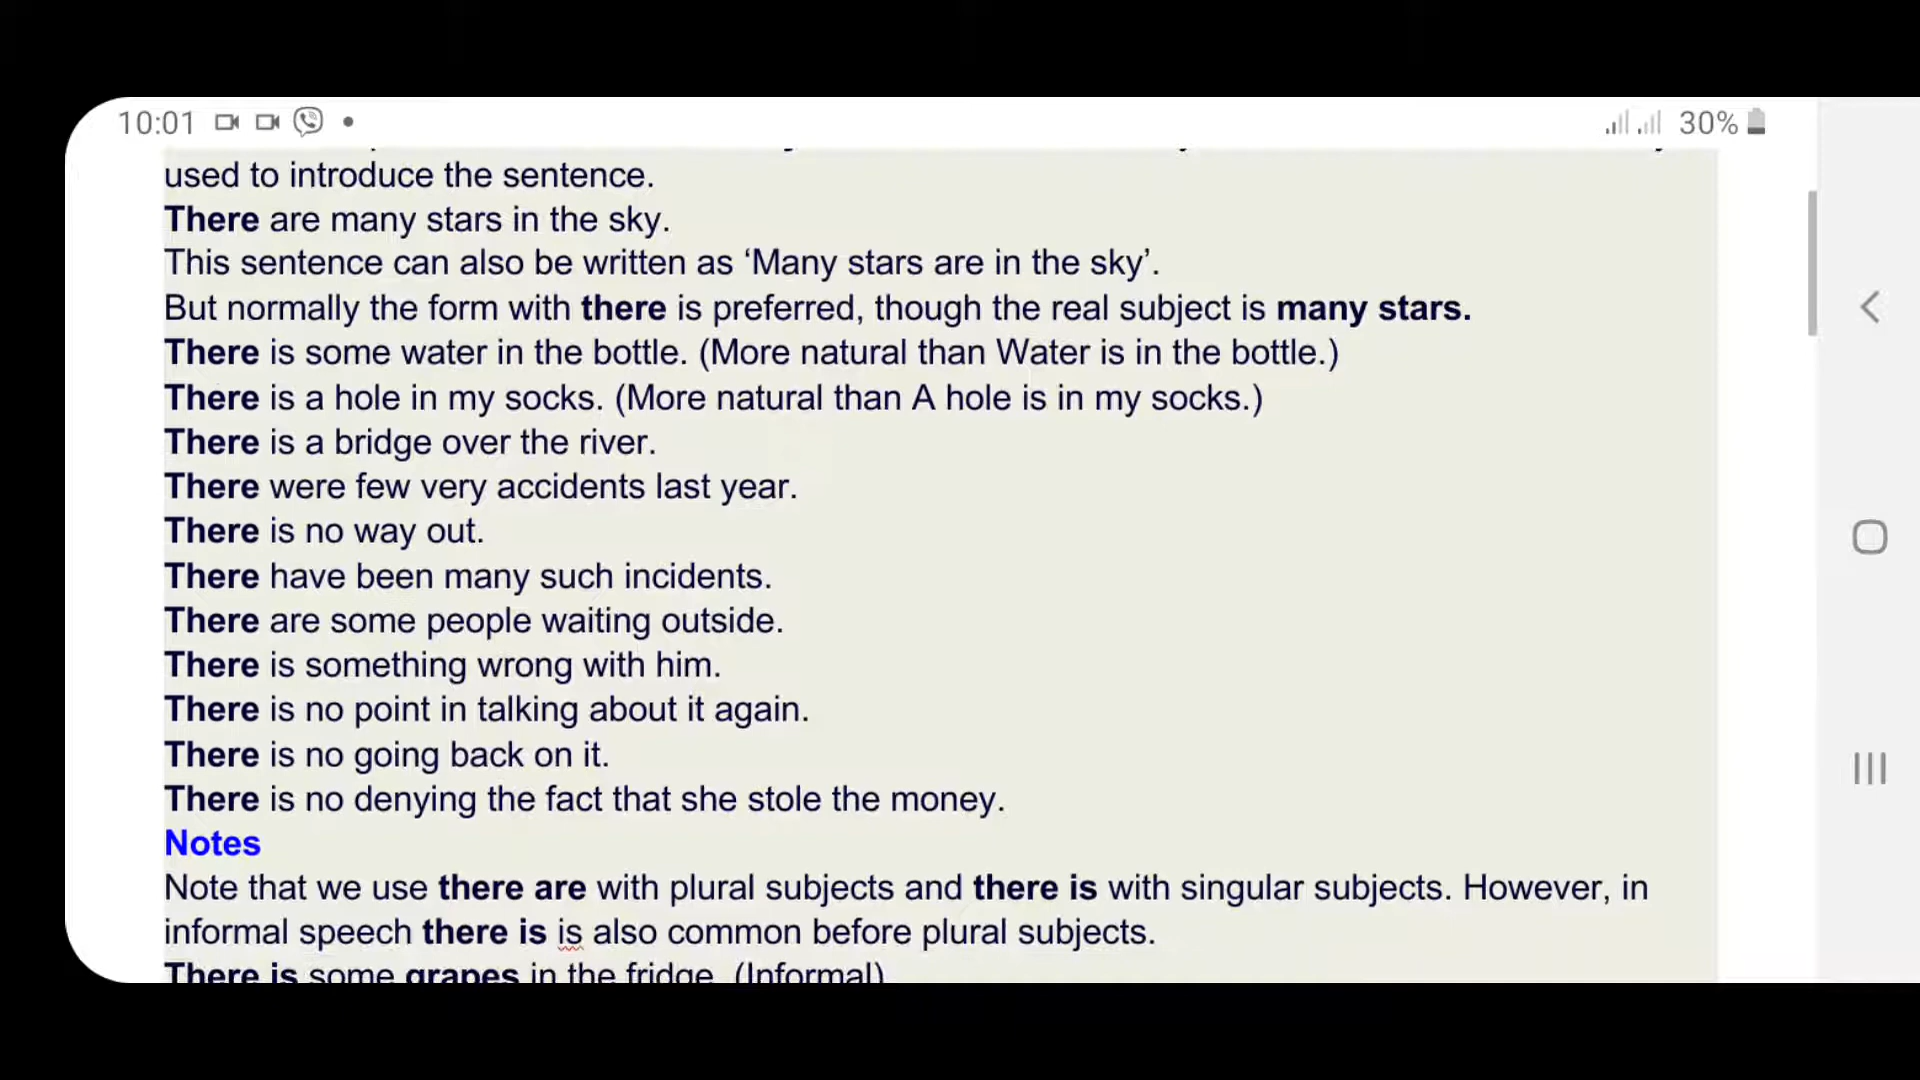 10:01
30%
used to introduce the sentence.
There are many stars in the sky.
This sentence can also be written as ‘Many stars are in the sky’.
But normally the form with there is preferred, though the real subject is many stars.
There is some water in the bottle. (More natural than Water is in the bottle.)
There is a hole in my socks. (More natural than A hole is in my socks.)
There is a bridge over the river.
There were few very accidents last year.
There is no way out.
There have been many such incidents.
There are some people waiting outside.
There is something wrong with him.
There is no point in talking about it again.
There is no going back on it.
There is no denying the fact that she stole the money.
Notes
Note that we use there are with plural subjects and there is with singular subjects. However, in
informal speech there is is also common before plural subjects.
There is some grapes in the fridge. (Informal)